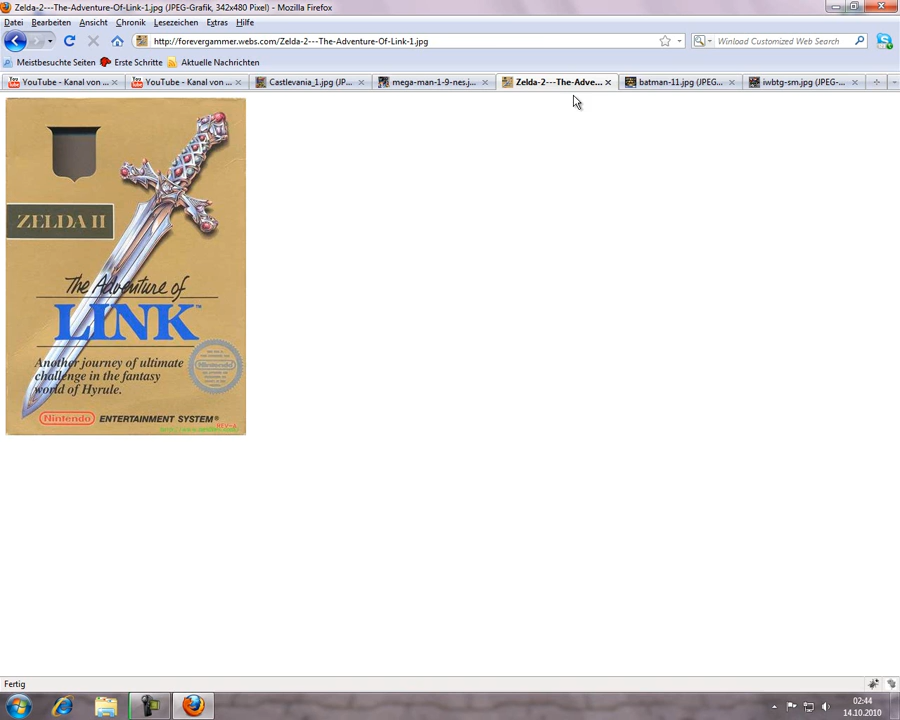 Zelda-2---The-Adventure-Of-Link-1.jpg (JPEG-Grafik, 342x480 Pixel) - Mozilla Firefox
Datei Bearbeiten Ansicht Chronik Lesezeichen Extras Hilfe
http://forevergammer.webs.com/Zelda-2---The-Adventure-Of-Link-1.jpg
Winload Customized Web Search
Meistbesuchte Seiten Erste Schritte Aktuelle Nachrichten
YouTube - Kanal von ... YouTube - Kanal von ... Castlevania_1.jpg (JP... mega-man-1-9-nes.j... Zelda-2---The-Adve... batman-11.jpg (JPEG... iwbtg-sm.jpg (JPEG-...
ZELDA II
The Adventure of
LINK™
Another journey of ultimate
challenge in the fantasy
world of Hyrule.
Nintendo
Nintendo ENTERTAINMENT SYSTEM®
REV-A
Fertig
02:44
14.10.2010